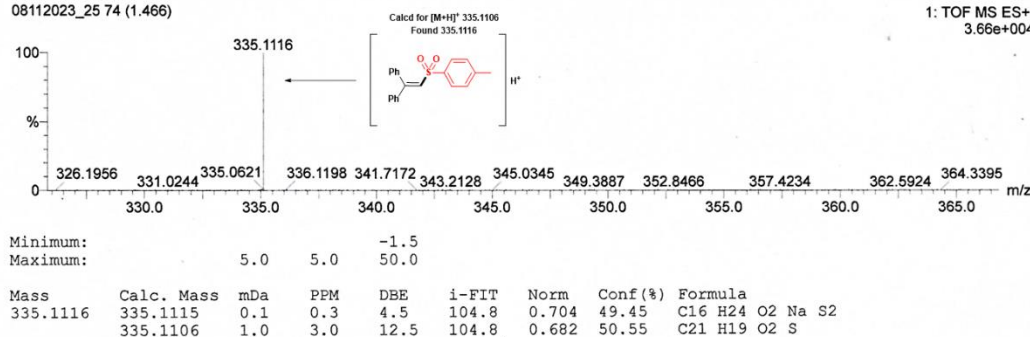 08112023_25 74 (1.466)
1: TOF MS ES+
3.66e+004
Calcd for [M+H]⁺ 335.1106
Found 335.1116
335.1116
100
%
0
O O
S
Ph
Ph
H⁺
326.1956 331.0244 335.0621 336.1198 341.7172 343.2128 345.0345 349.3887 352.8466 357.4234 362.5924 364.3395
m/z
330.0 335.0 340.0 345.0 350.0 355.0 360.0 365.0
Minimum: -1.5
Maximum: 5.0 5.0 50.0
Mass Calc. Mass mDa PPM DBE i-FIT Norm Conf(%) Formula
335.1116 335.1115 0.1 0.3 4.5 104.8 0.704 49.45 C16 H24 O2 Na S2
335.1106 1.0 3.0 12.5 104.8 0.682 50.55 C21 H19 O2 S